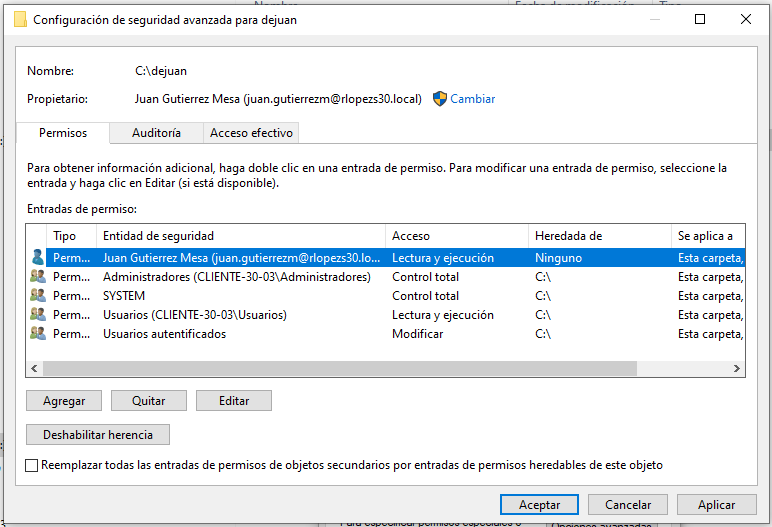 Configuración de seguridad avanzada para dejuan
Nombre: C:\dejuan
Propietario: Juan Gutierrez Mesa (juan.gutierrezm@rlopezs30.local) Cambiar
Permisos Auditoría Acceso efectivo
Para obtener información adicional, haga doble clic en una entrada de permiso. Para modificar una entrada de permiso, seleccione la
entrada y haga clic en Editar (si está disponible).
Entradas de permiso:
Tipo Entidad de seguridad Acceso Heredada de Se aplica a
Perm... Juan Gutierrez Mesa (juan.gutierrezm@rlopezs30.lo... Lectura y ejecución Ninguno Esta carpeta,
Perm... Administradores (CLIENTE-30-03\Administradores) Control total C:\ Esta carpeta,
Perm... SYSTEM Control total C:\ Esta carpeta,
Perm... Usuarios (CLIENTE-30-03\Usuarios) Lectura y ejecución C:\ Esta carpeta,
Perm... Usuarios autentificados Modificar C:\ Esta carpeta,
Agregar Quitar Editar
Deshabilitar herencia
Reemplazar todas las entradas de permisos de objetos secundarios por entradas de permisos heredables de este objeto
Aceptar Cancelar Aplicar